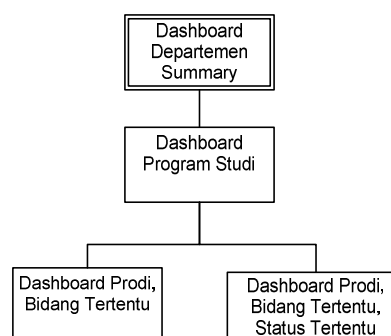 Dashboard
Departemen
Summary
Dashboard
Program Studi
Dashboard Prodi,
Bidang Tertentu
Dashboard Prodi,
Bidang Tertentu,
Status Tertentu